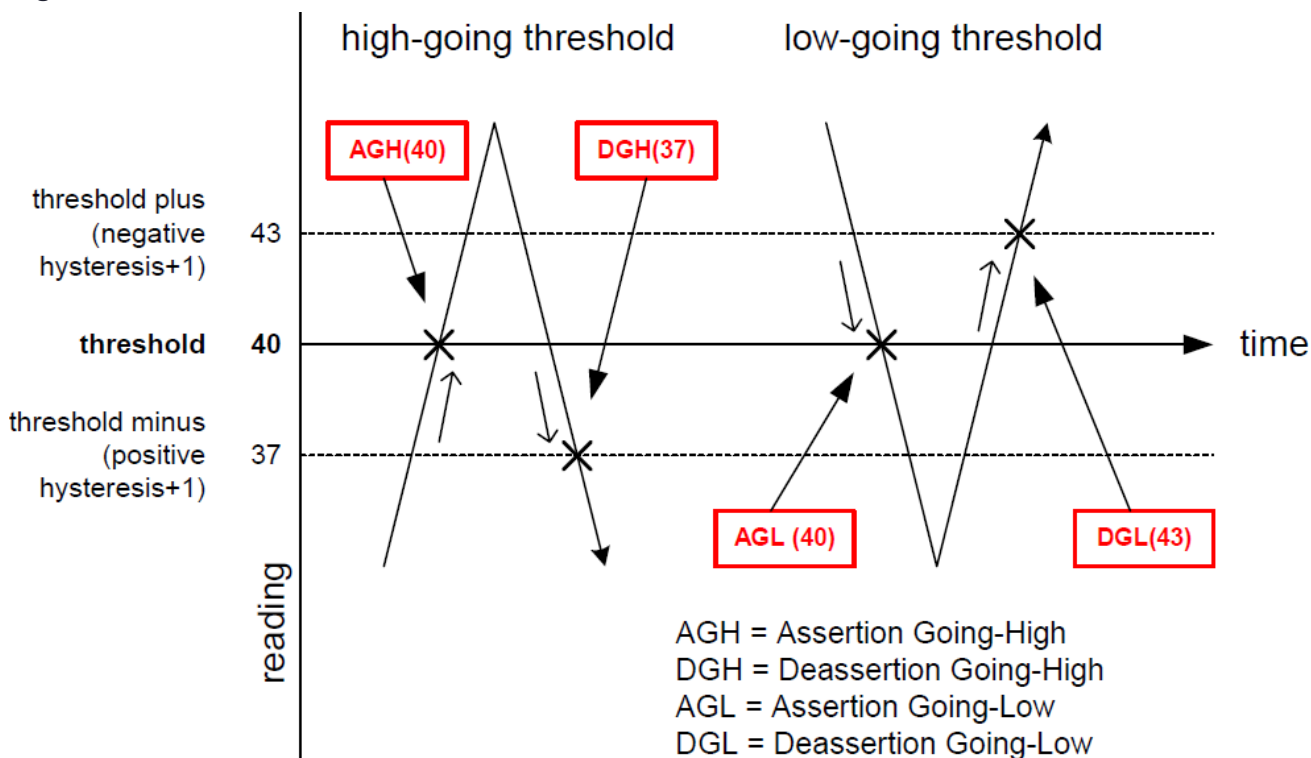 high-going threshold
low-going threshold
AGH(40)
DGH(37)
threshold plus
(negative
hysteresis+1)
43
threshold
40
time
threshold minus
(positive
hysteresis+1)
37
AGL (40)
DGL(43)
reading
AGH = Assertion Going-High
DGH = Deassertion Going-High
AGL = Assertion Going-Low
DGL = Deassertion Going-Low